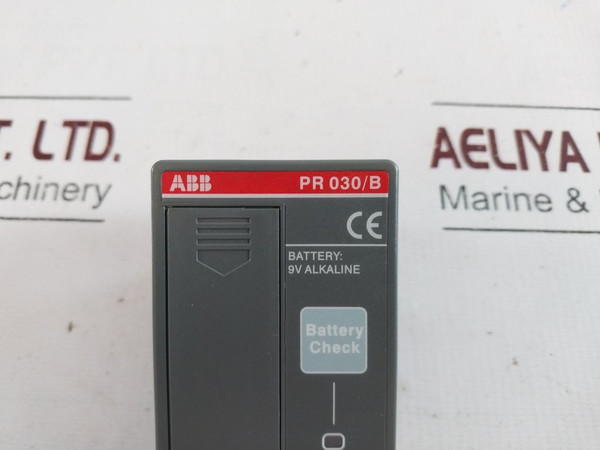 T. LTD.
chinery
AELIYA
Marine &
ABB PR 030/B
CE
BATTERY:
9V ALKALINE
Battery
Check